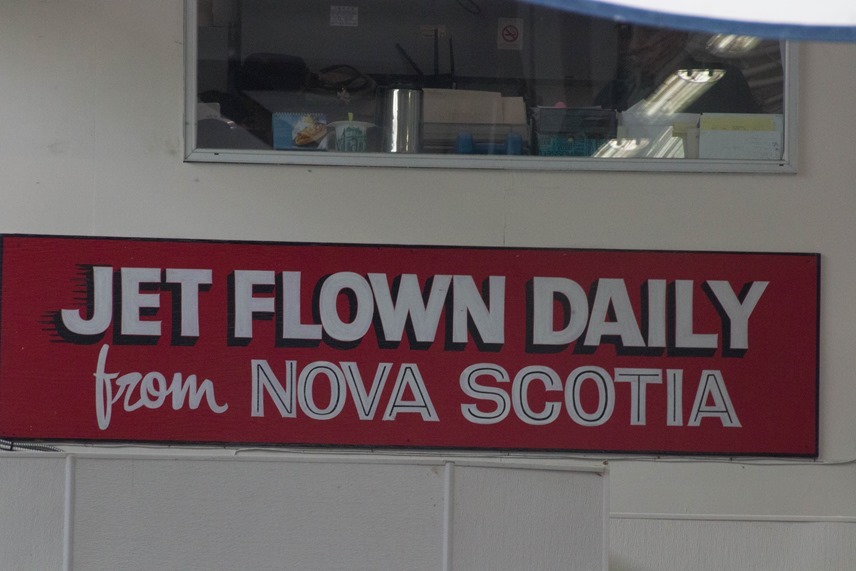 JET FLOWN DAILY
from NOVA SCOTIA